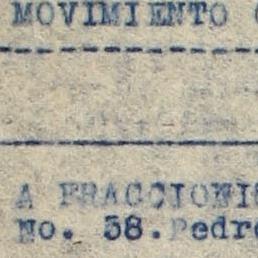 MOVIMIENTO
A FRACCIONIS
No. 58. Pedro